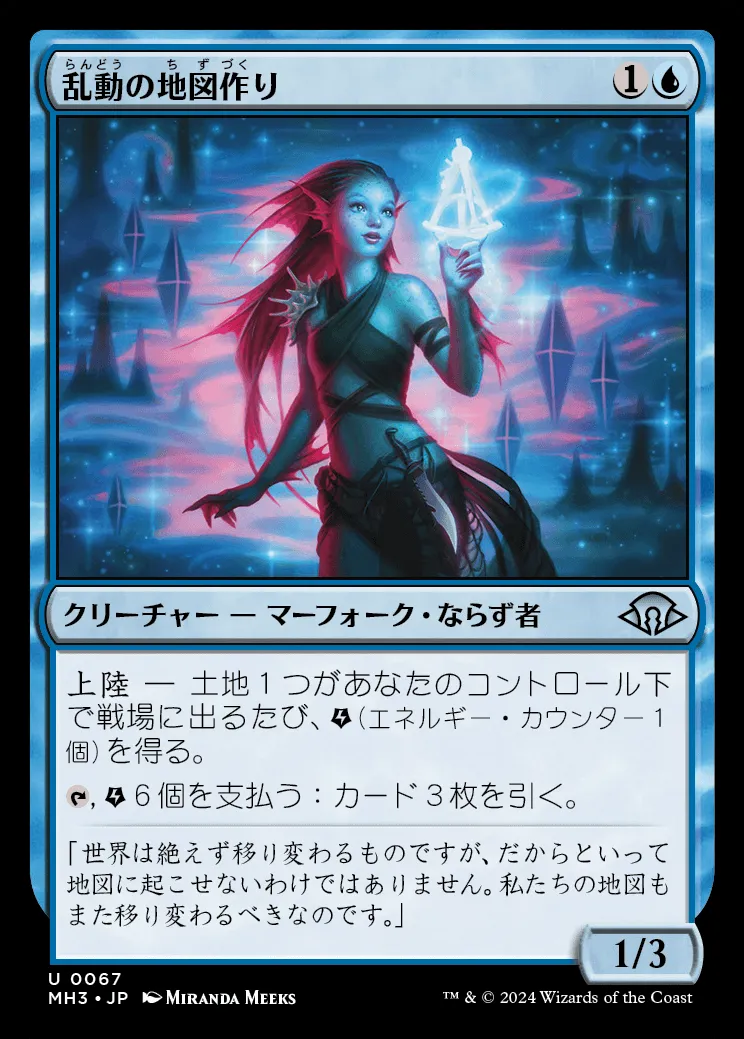 らんどう ちずづく
乱動の地図作り 1
クリーチャー — マーフォーク・ならず者
上陸 — 土地1つがあなたのコントロール下
で戦場に出るたび、(エネルギー・カウンター1
個)を得る。
, 6個を支払う:カード3枚を引く。
「世界は絶えず移り変わるものですが、だからといって
地図に起こせないわけではありません。私たちの地図も
また移り変わるべきなのです。」
1/3
U 0067
MH3 • JP MIRANDA MEEKS
™ & © 2024 Wizards of the Coast